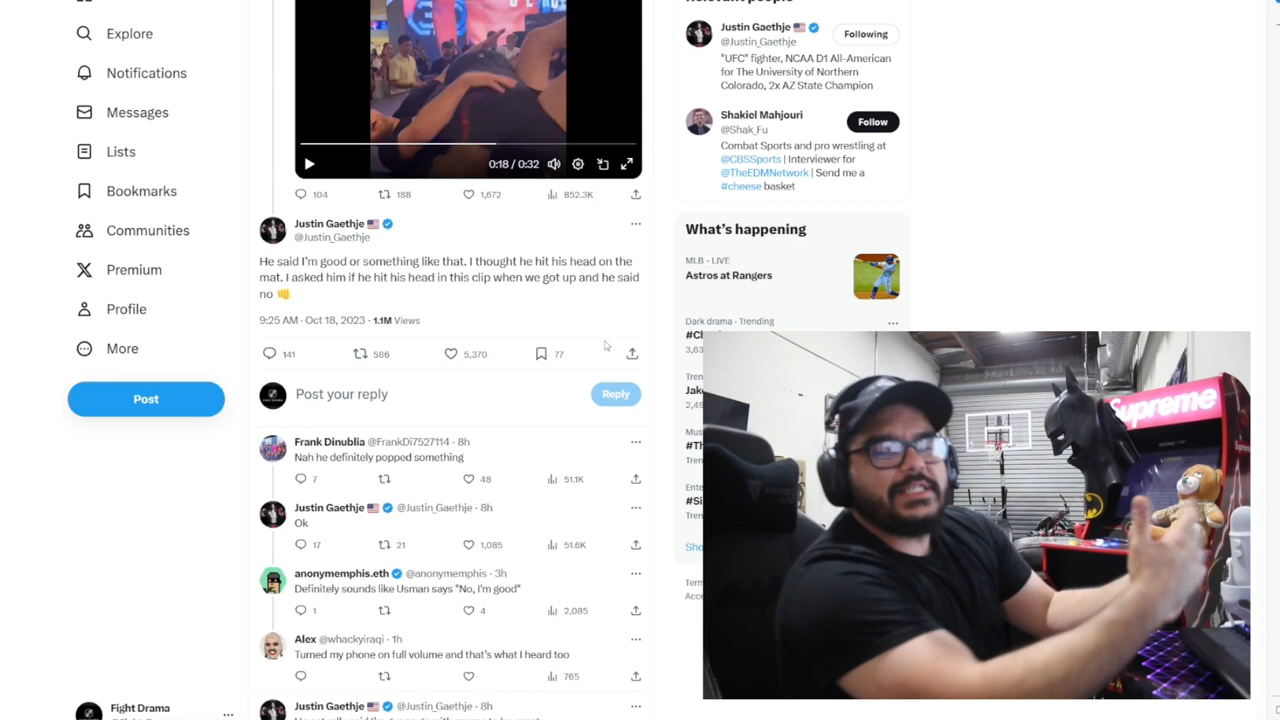 Explore
Notifications
Messages
Lists
Bookmarks
Communities
Premium
Profile
More
Post
Fight Drama
0:18 / 0:32
104 188 1,672 852.3K
Justin Gaethje
@Justin_Gaethje
He said I'm good or something like that. I thought he hit his head on the
mat. I asked him if he hit his head in this clip when we got up and he said
no 👊
9:25 AM · Oct 18, 2023 · 1.1M Views
141 586 5,370 77
Post your reply
Reply
Frank Dinublia @FrankDi7527114 · 8h
Nah he definitely popped something
7 48 51.1K
Justin Gaethje @Justin_Gaethje · 8h
Ok
17 21 1,085 51.6K
anonymemphis.eth @anonymemphis · 3h
Definitely sounds like Usman says "No, I'm good"
1 4 2,085
Alex @whackyiraqi · 1h
Turned my phone on full volume and that's what I heard too
765
Justin Gaethje @Justin_Gaethje · 8h
Relevant people
Justin Gaethje
@Justin_Gaethje
Following
"UFC" fighter, NCAA D1 All-American
for The University of Northern
Colorado, 2x AZ State Champion
Shakiel Mahjouri
@Shak_Fu
Follow
Combat Sports and pro wrestling at
@CBSSports | Interviewer for
@TheEDMNetwork | Send me a
#cheese basket
What's happening
MLB · LIVE
Astros at Rangers
Dark drama · Trending
Supreme